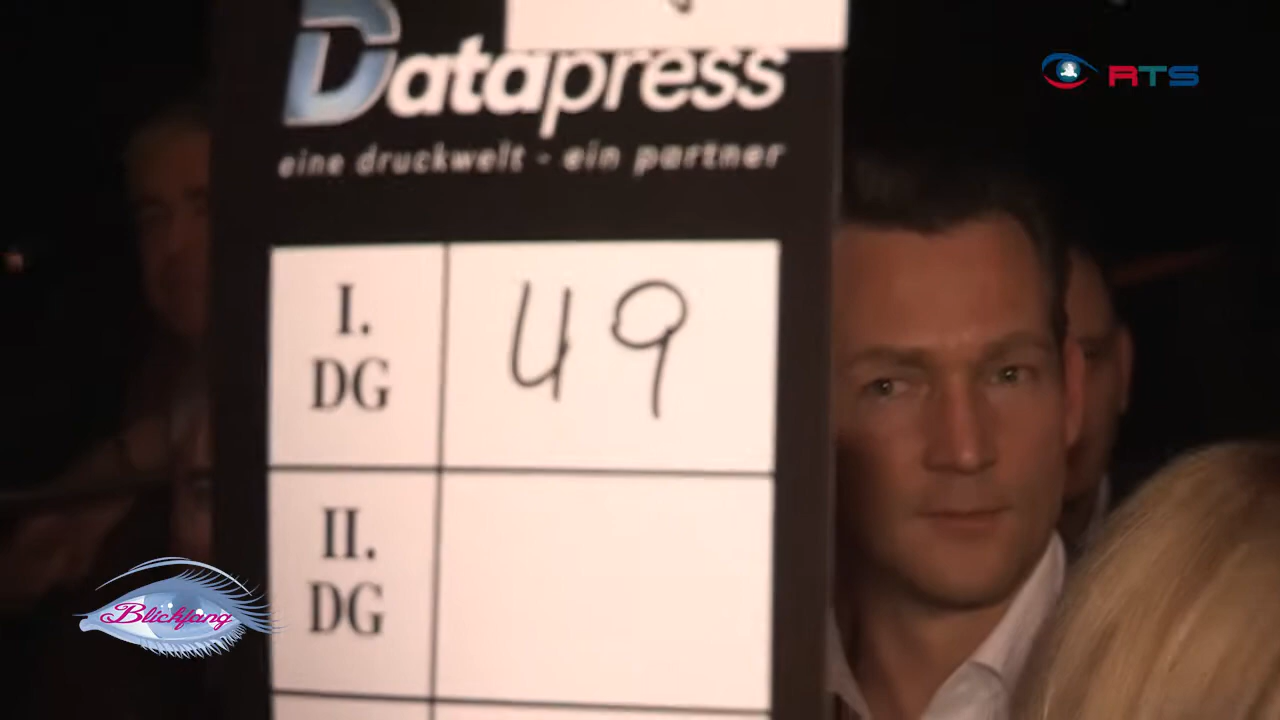 Datapress
RTS
eine druckwelt - ein partner
I.
DG
49
II.
DG
Blickfang